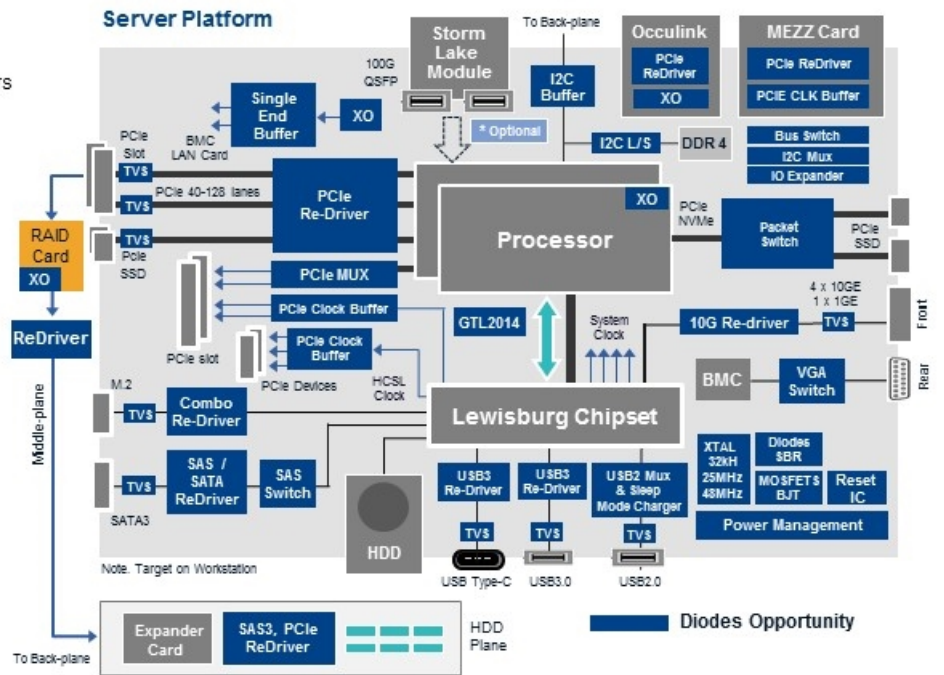 Server Platform
rs
To Back-plane
Storm
Lake
Module
100G
QSFP
Occulink
PCIe
ReDriver
XO
MEZZ Card
PCIe ReDriver
PCIE CLK Buffer
I2C
Buffer
* Optional
Single
End
Buffer
XO
BMC
LAN Card
PCIe
Slot
TVS
PCIe 40-128 lanes
TVS
TVS
PCIe
SSD
PCIe
Re-Driver
I2C L/S
DDR 4
Bus Switch
I2C Mux
IO Expander
XO
Processor
PCIe
NVMe
Packet
Switch
PCIe
SSD
RAID
Card
XO
ReDriver
Middle-plane
PCIe MUX
PCIe Clock Buffer
PCIe slot
PCIe Clock
Buffer
PCIe Devices
HCSL
Clock
GTL2014
System
Clock
10G Re-driver
4 x 10GE
1 x 1GE
TVS
Front
Rear
BMC
VGA
Switch
M.2
TVS
Combo
Re-Driver
Lewisburg Chipset
TVS
SATA3
SAS /
SATA
ReDriver
SAS
Switch
HDD
USB3
Re-Driver
USB3
Re-Driver
USB2 Mux
& Sleep
Mode Charger
TVS
TVS
TVS
USB Type-C
USB3.0
USB2.0
XTAL
32kH
25MHz
48MHz
Diodes
SBR
MOSFETS
BJT
Reset
IC
Power Management
Note. Target on Workstation
To Back-plane
Expander
Card
SAS3, PCIe
ReDriver
HDD
Plane
Diodes Opportunity